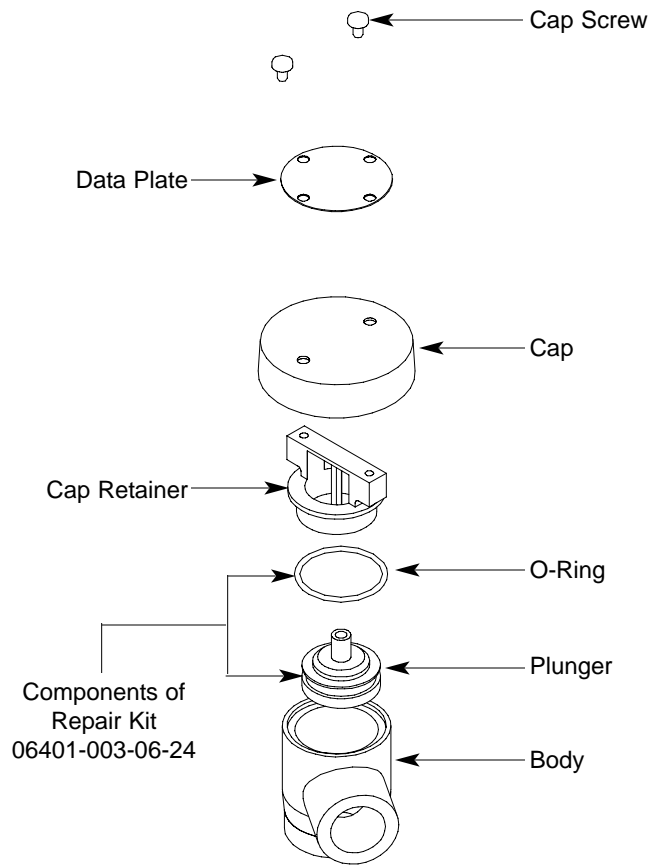 Cap Screw
Data Plate
Cap
Cap Retainer
O-Ring
Plunger
Components of
Repair Kit
06401-003-06-24
Body